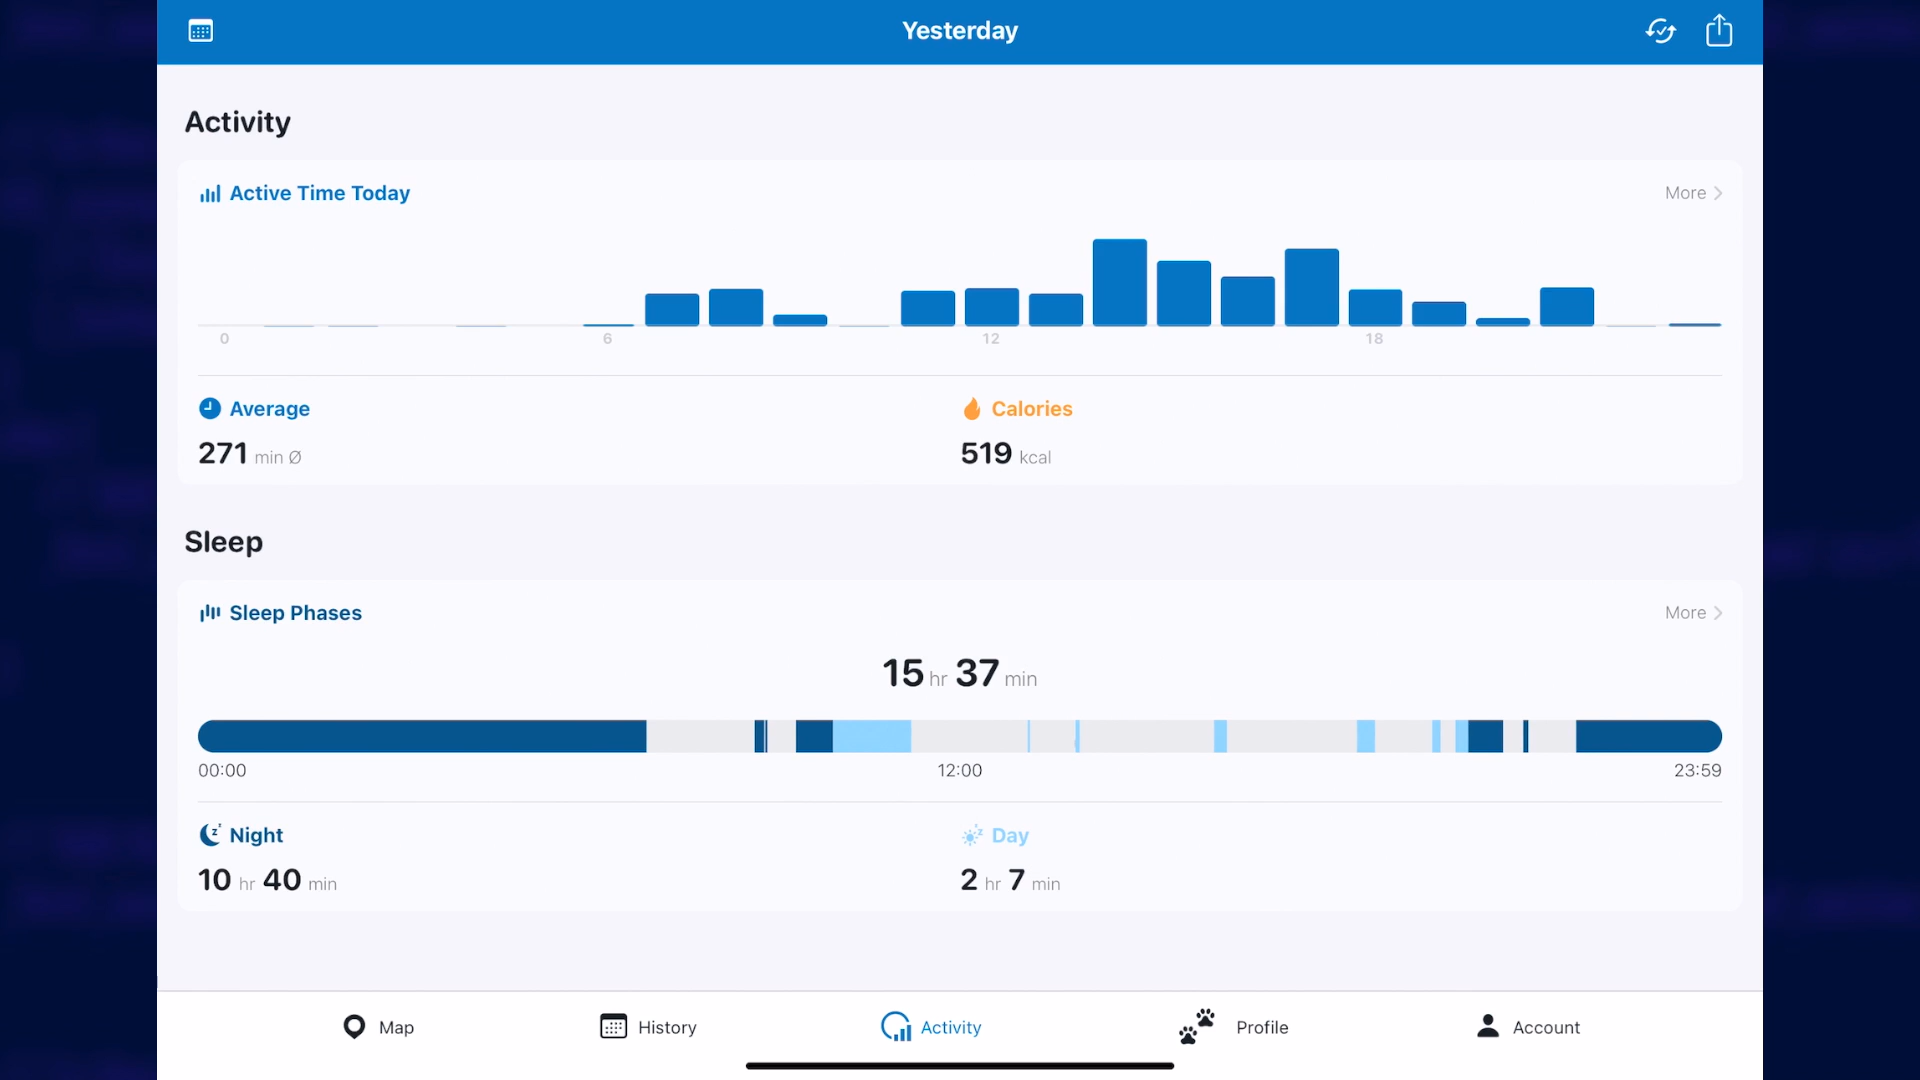 Yesterday
Activity
Active Time Today
More
0 6 12 18
Average
Calories
271 min Ø
519 kcal
Sleep
Sleep Phases
More
15 hr 37 min
00:00 12:00 23:59
Night
Day
10 hr 40 min
2 hr 7 min
Map
History
Activity
Profile
Account